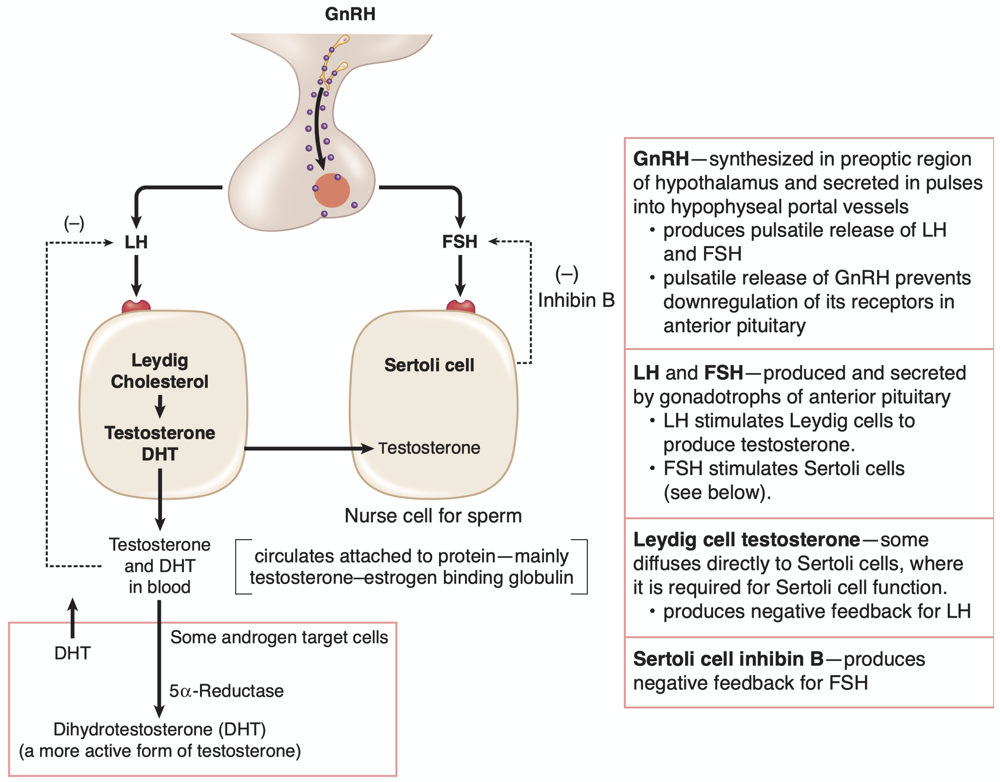 GnRH
(–)
LH
FSH
(–)
Inhibin B
Leydig
Cholesterol
Testosterone
DHT
Sertoli cell
Testosterone
Nurse cell for sperm
Testosterone
and DHT
in blood
circulates attached to protein—mainly
testosterone–estrogen binding globulin
DHT
Some androgen target cells
5α-Reductase
Dihydrotestosterone (DHT)
(a more active form of testosterone)
GnRH—synthesized in preoptic region
of hypothalamus and secreted in pulses
into hypophyseal portal vessels
• produces pulsatile release of LH
and FSH
• pulsatile release of GnRH prevents
downregulation of its receptors in
anterior pituitary
LH and FSH—produced and secreted
by gonadotrophs of anterior pituitary
• LH stimulates Leydig cells to
produce testosterone.
• FSH stimulates Sertoli cells
(see below).
Leydig cell testosterone—some
diffuses directly to Sertoli cells, where
it is required for Sertoli cell function.
• produces negative feedback for LH
Sertoli cell inhibin B—produces
negative feedback for FSH